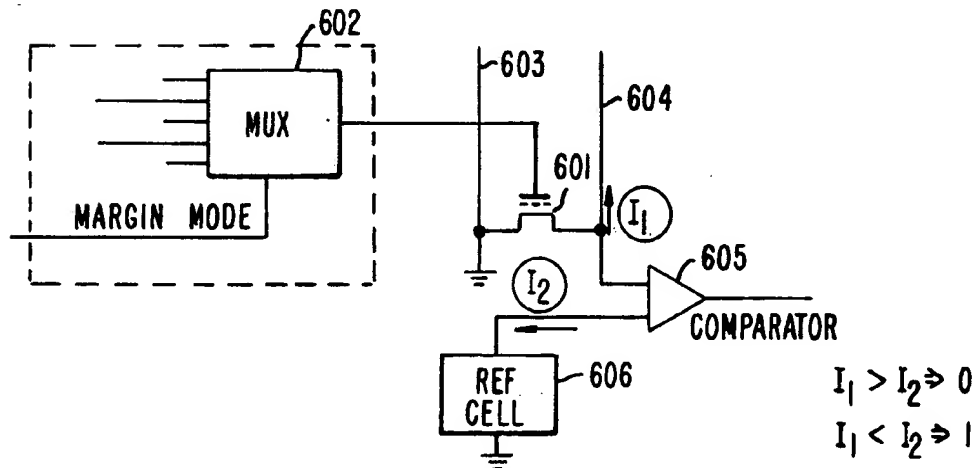 602
603
604
MUX
601
MARGIN MODE
I₁
605
I₂
COMPARATOR
REF
CELL
606
I₁ > I₂ ⇒ 0
I₁ < I₂ ⇒ 1